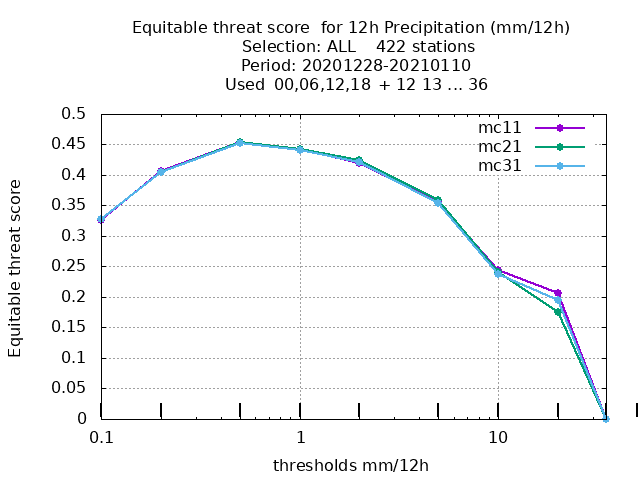 Equitable threat score  for 12h Precipitation (mm/12h)
Selection: ALL    422 stations
Period: 20201228-20210110
Used  00,06,12,18  + 12 13 ... 36
mc11
mc21
mc31
0.5
0.45
0.4
0.35
0.3
0.25
0.2
0.15
0.1
0.05
0
Equitable threat score
0.1 1 10
thresholds mm/12h